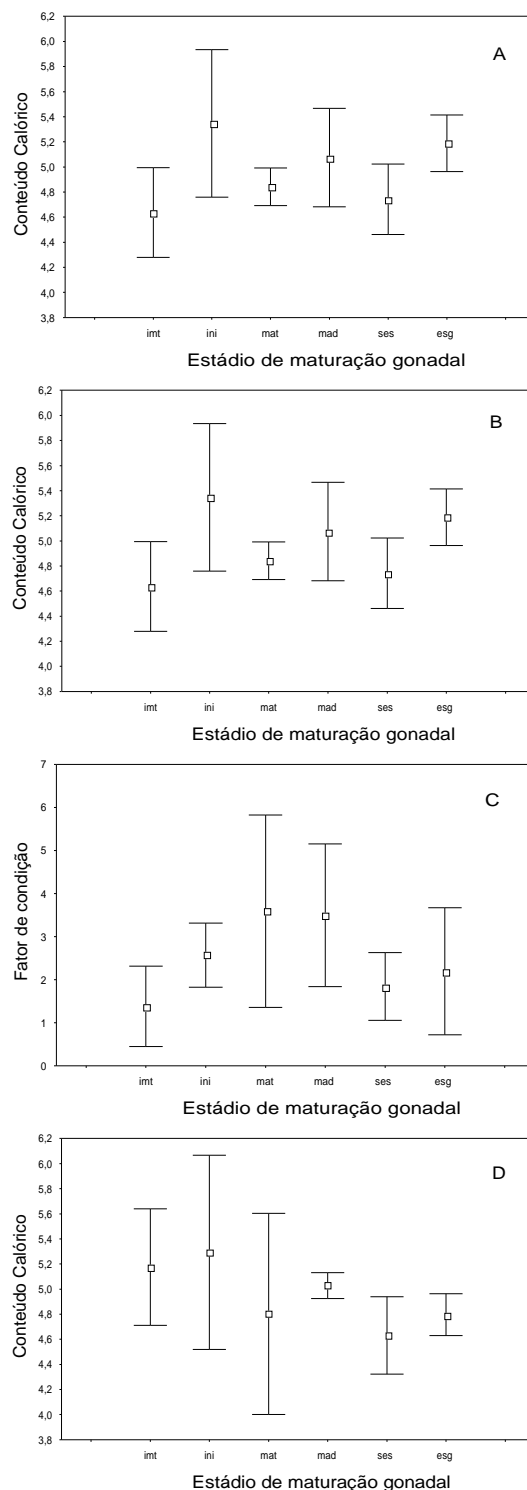 A
Conteúdo Calórico
6,2
6,0
5,8
5,6
5,4
5,2
5,0
4,8
4,6
4,4
4,2
4,0
3,8
imt ini mat mad ses esg
Estádio de maturação gonadal
B
Conteúdo Calórico
6,2
6,0
5,8
5,6
5,4
5,2
5,0
4,8
4,6
4,4
4,2
4,0
3,8
imt ini mat mad ses esg
Estádio de maturação gonadal
C
Fator de condição
7
6
5
4
3
2
1
0
imt ini mat mad ses esg
Estádio de maturação gonadal
D
Conteúdo Calórico
6,2
6,0
5,8
5,6
5,4
5,2
5,0
4,8
4,6
4,4
4,2
4,0
3,8
imt ini mat mad ses esg
Estádio de maturação gonadal